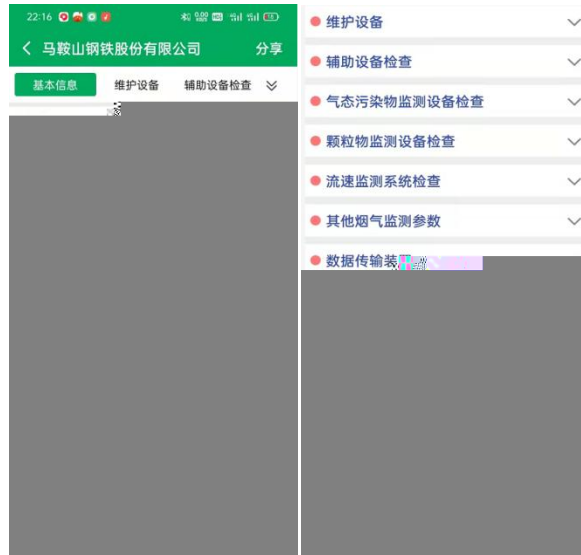 22:16
马鞍山钢铁股份有限公司
分享
基本信息 维护设备 辅助设备检查
维护设备
辅助设备检查
气态污染物监测设备检查
颗粒物监测设备检查
流速监测系统检查
其他烟气监测参数
数据传输装